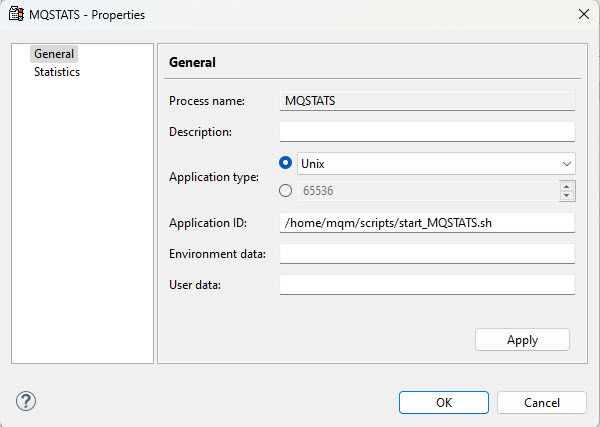 MQSTATS - Properties
General
Statistics
General
Process name: MQSTATS
Description:
Application type: Unix
65536
Application ID: /home/mqm/scripts/start_MQSTATS.sh
Environment data:
User data:
Apply
? OK Cancel